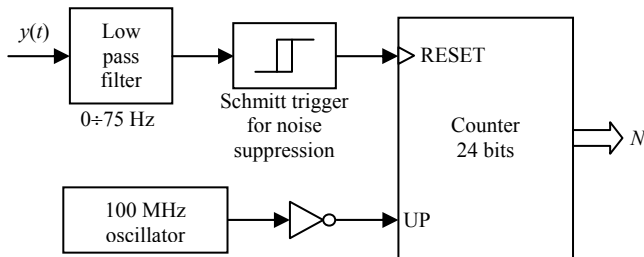 y(t)
Low
pass
filter
0÷75 Hz
Schmitt trigger
for noise
suppression
RESET
Counter
24 bits
N
100 MHz
oscillator
UP